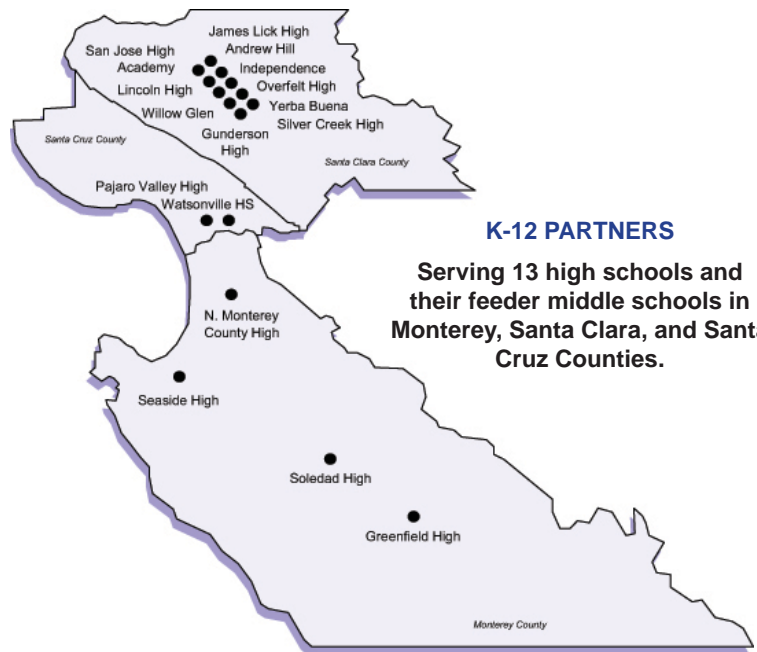 James Lick High
San Jose High
Academy
Andrew Hill
Independence
Lincoln High
Overfelt High
Willow Glen
Yerba Buena
Silver Creek High
Gunderson
High
Santa Cruz County
Santa Clara County
Pajaro Valley High
Watsonville HS
K-12 PARTNERS
Serving 13 high schools and
their feeder middle schools in
Monterey, Santa Clara, and Santa
Cruz Counties.
N. Monterey
County High
Seaside High
Soledad High
Greenfield High
Monterey County